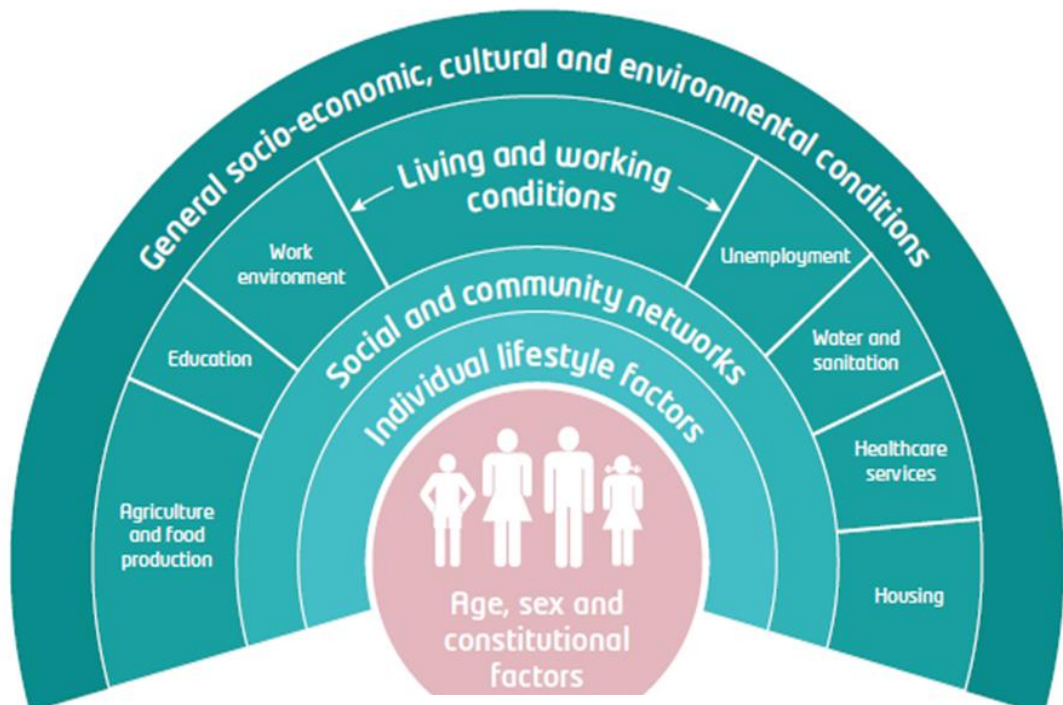 General socio-economic, cultural and environmental conditions
Living and working
conditions
Agriculture
and food
production
Education
Work
environment
Unemployment
Water and
sanitation
Healthcare
services
Housing
Social and community networks
Individual lifestyle factors
Age, sex and
constitutional
factors